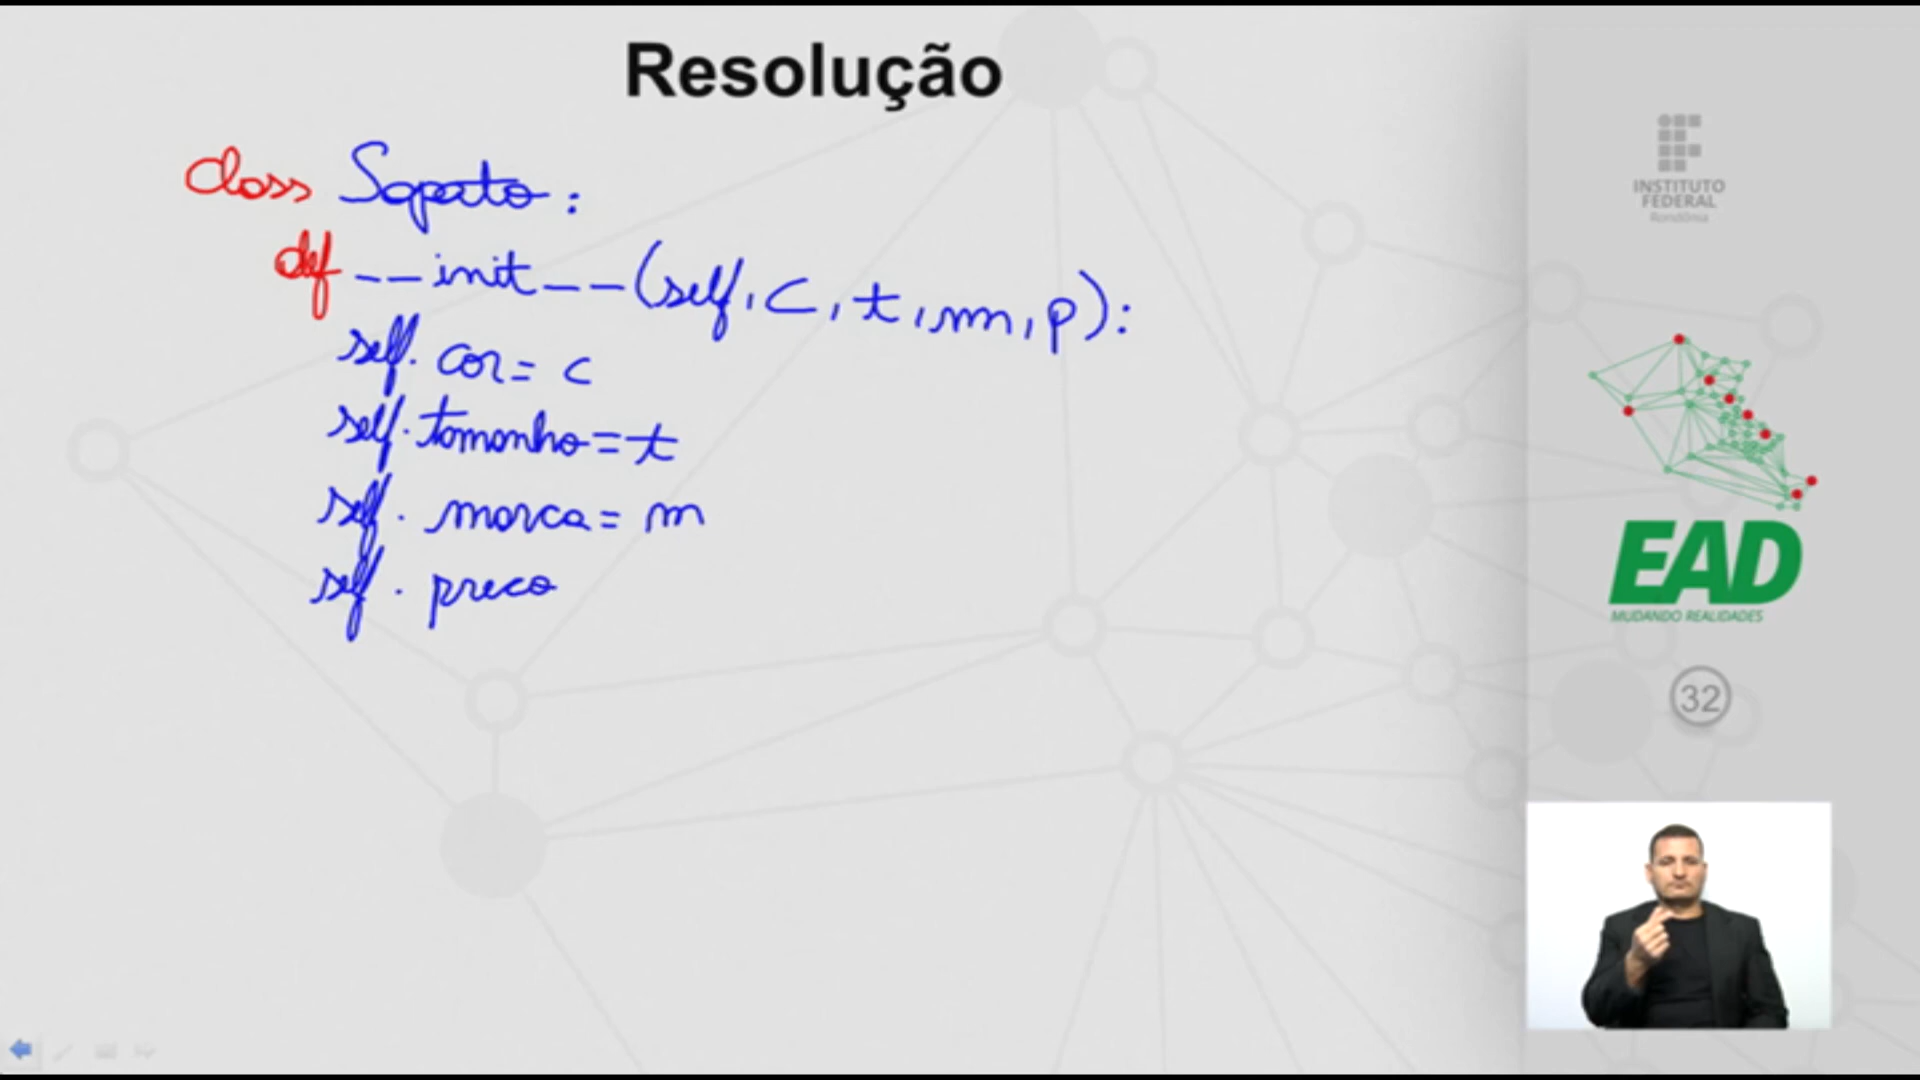 Resolução
class Sapato:
def __init__(self, c, t, m, p):
self.cor = c
self.tamanho = t
self.marca = m
self.preco
INSTITUTO
FEDERAL
Rondônia
EAD
MUDANDO REALIDADES
32